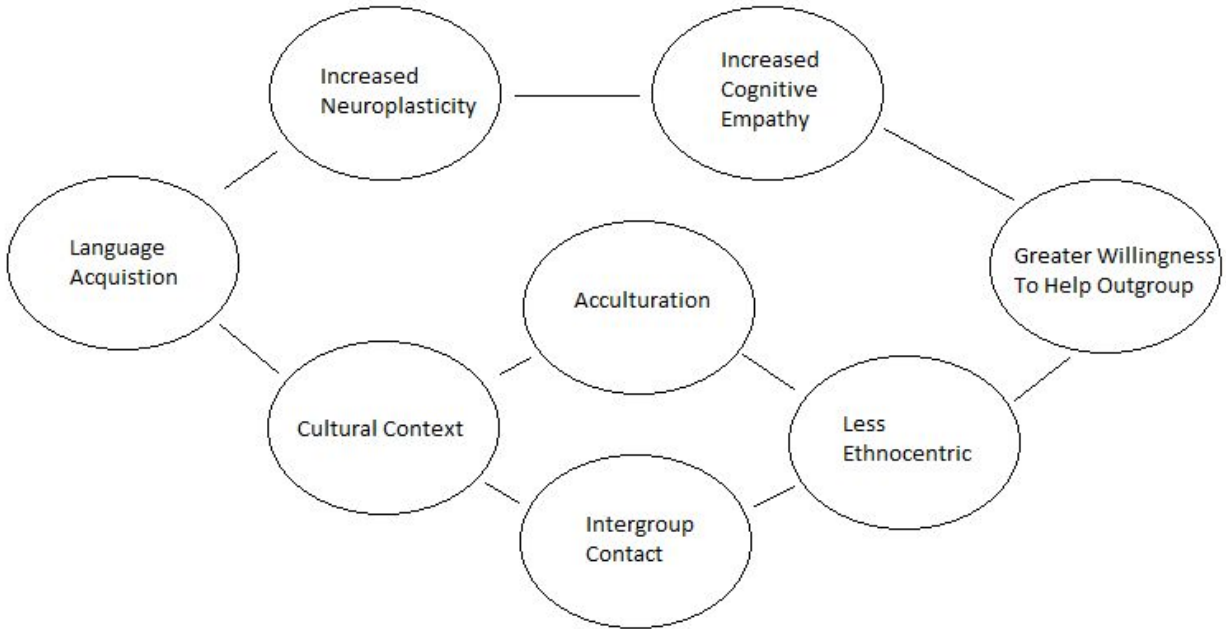 Increased
Neuroplasticity
Increased
Cognitive
Empathy
Language
Acquistion
Acculturation
Greater Willingness
To Help Outgroup
Cultural Context
Less
Ethnocentric
Intergroup
Contact